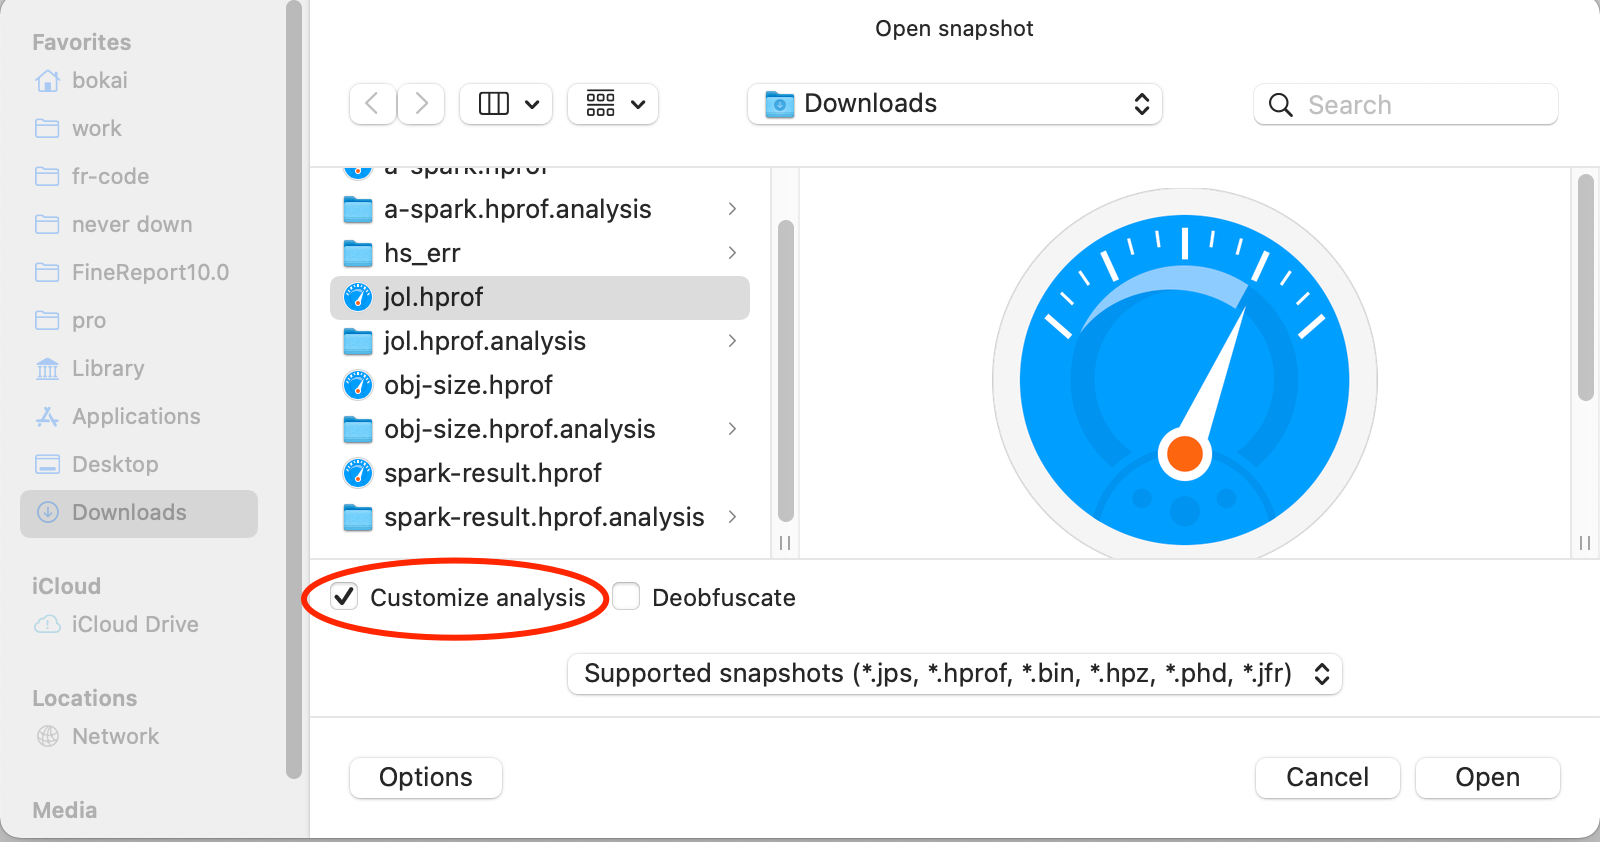 Open snapshot
Favorites
bokai
work
fr-code
never down
FineReport10.0
pro
Library
Applications
Desktop
Downloads
iCloud
iCloud Drive
Locations
Network
Media
Downloads
Search
a-spark.hprof
a-spark.hprof.analysis
hs_err
jol.hprof
jol.hprof.analysis
obj-size.hprof
obj-size.hprof.analysis
spark-result.hprof
spark-result.hprof.analysis
Customize analysis
Deobfuscate
Supported snapshots (*.jps, *.hprof, *.bin, *.hpz, *.phd, *.jfr)
Options
Cancel
Open